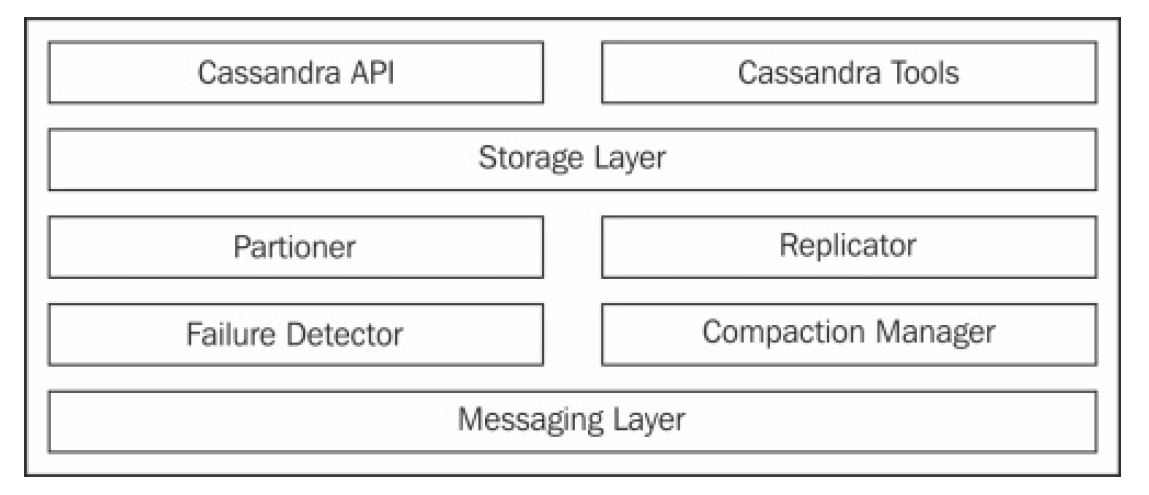 Cassandra API
Cassandra Tools
Storage Layer
Partioner
Replicator
Failure Detector
Compaction Manager
Messaging Layer